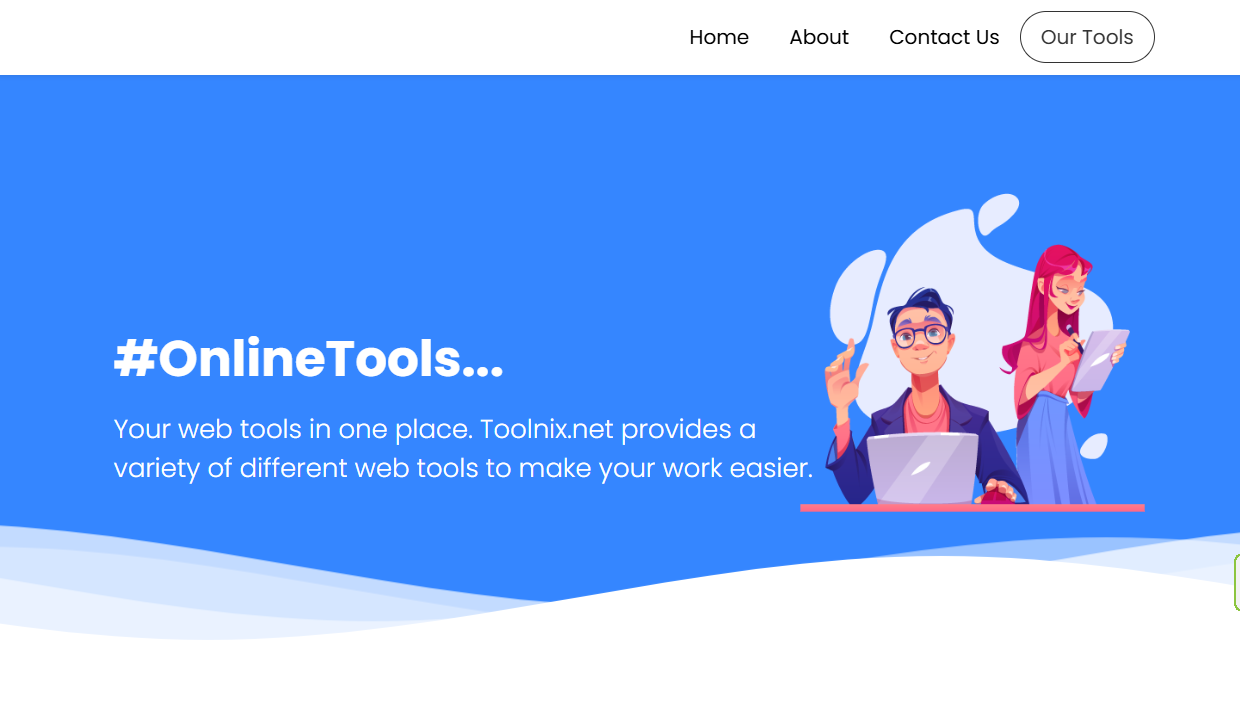 Home About Contact Us Our Tools
#OnlineTools...
Your web tools in one place. Toolnix.net provides a
variety of different web tools to make your work easier.